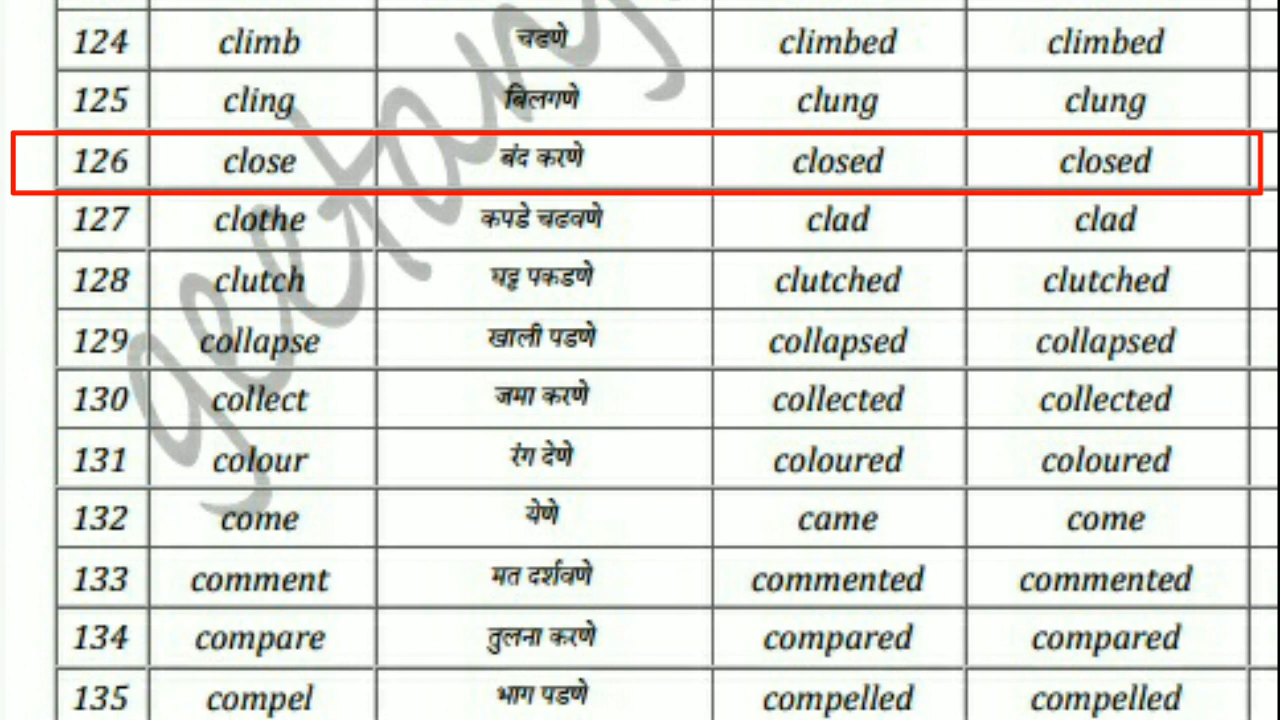 124 climb चढणे climbed climbed
125 cling बिलगणे clung clung
126 close बंद करणे closed closed
127 clothe कपडे चढवणे clad clad
128 clutch घट्ट पकडणे clutched clutched
129 collapse खाली पडणे collapsed collapsed
130 collect जमा करणे collected collected
131 colour रंग देणे coloured coloured
132 come येणे came come
133 comment मत दर्शवणे commented commented
134 compare तुलना करणे compared compared
135 compel भाग पडणे compelled compelled